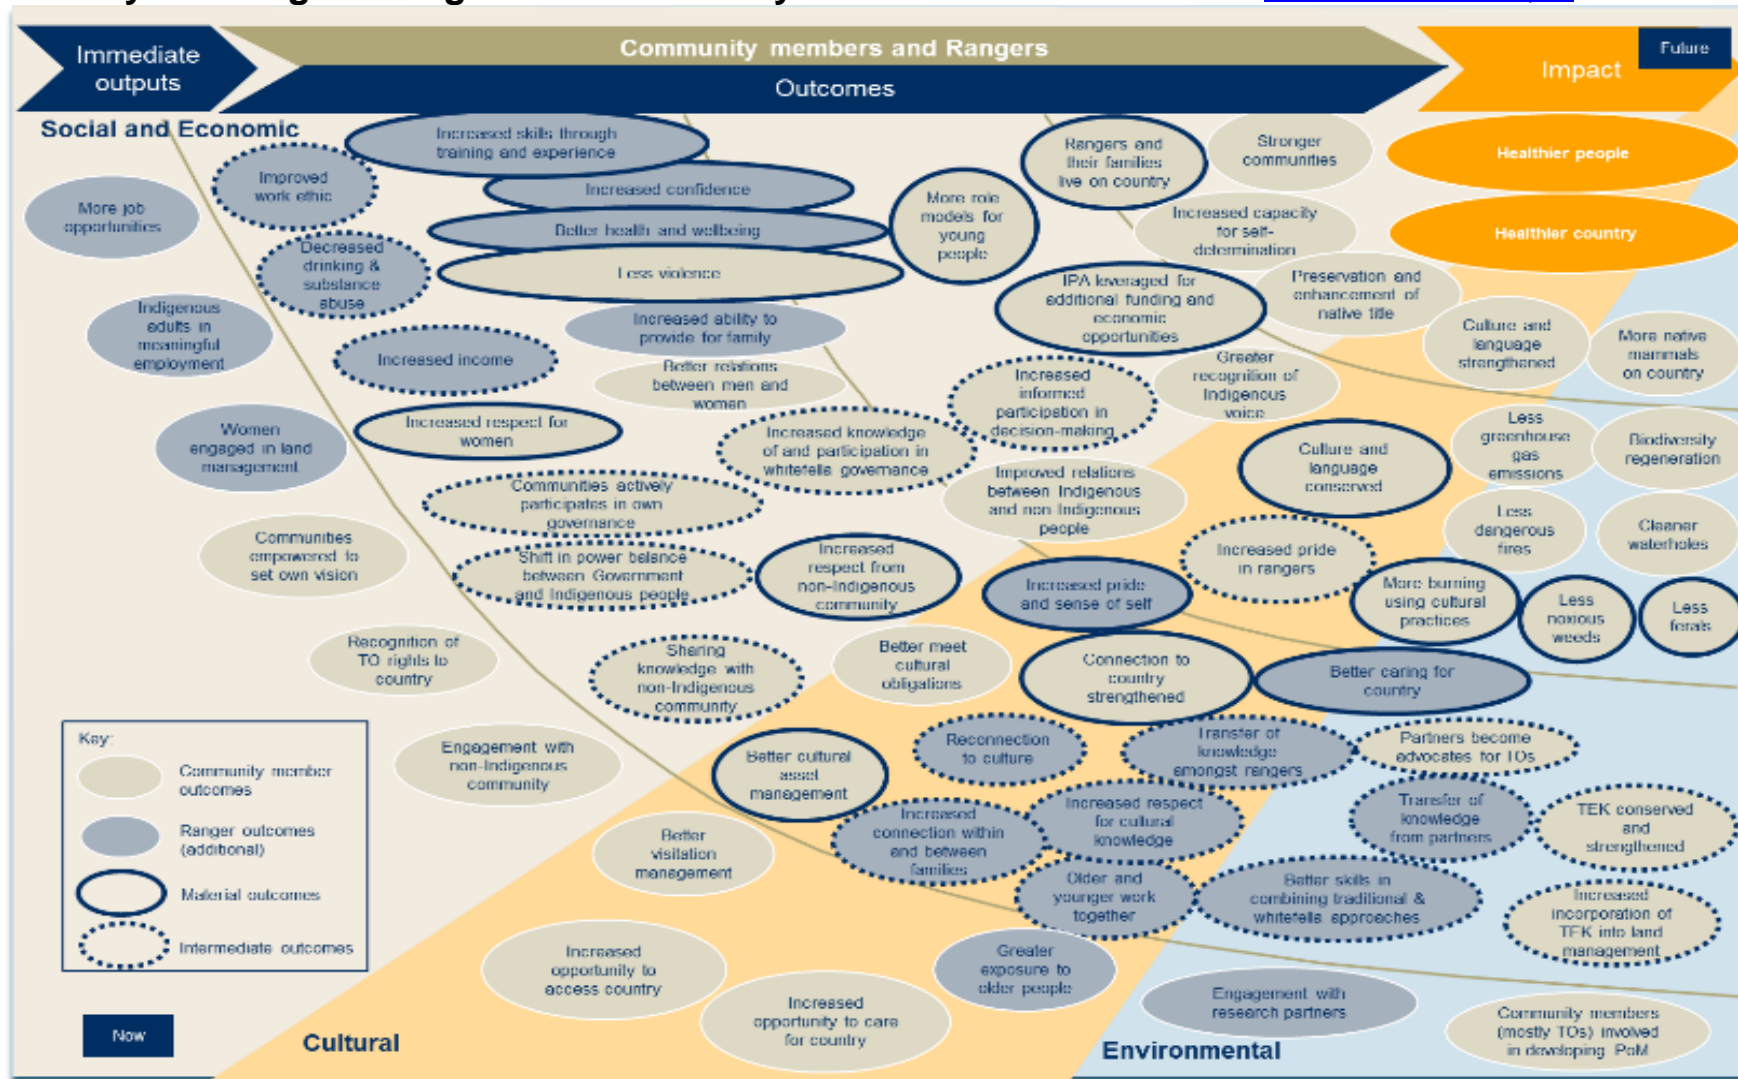 Immediate
outputs
Community members and Rangers
Outcomes
Impact
Future
Social and Economic
Increased skills through
training and experience
Improved
work ethic
Increased confidence
More job
opportunities
Better health and wellbeing
Decreased
drinking &
substance
abuse
Less violence
More role
models for
young
people
Rangers and
their families
live on country
Stronger
communities
Healthier people
Increased capacity
for self-
determination
Healthier country
Indigenous
adults in
meaningful
employment
Increased ability to
provide for family
IPA leveraged for
additional funding and
economic
opportunities
Preservation and
enhancement of
native title
Culture and
language
strengthened
More native
mammals
on country
Increased income
Better relations
between men and
women
Increased
informed
participation in
decision-making
Greater
recognition of
Indigenous
voice
Women
engaged in land
management
Increased respect for
women
Increased knowledge
of and participation in
whitefella governance
Culture and
language
conserved
Less
greenhouse
gas
emissions
Biodiversity
regeneration
Communities actively
participates in own
governance
Improved relations
between Indigenous
and non-Indigenous
people
Less
dangerous
fires
Cleaner
waterholes
Communities
empowered to
set own vision
Shift in power balance
between Government
and Indigenous people
Increased
respect from
non-Indigenous
community
Increased pride
and sense of self
Increased pride
in rangers
More burning
using cultural
practices
Less
noxious
weeds
Less
ferals
Recognition of
TO rights to
country
Sharing
knowledge with
non-Indigenous
community
Better meet
cultural
obligations
Connection to
country
strengthened
Better caring for
country
Engagement with
non-Indigenous
community
Better cultural
asset
management
Reconnection
to culture
Transfer of
knowledge
amongst rangers
Partners become
advocates for TOs
Better
visitation
management
Increased
connection within
and between
families
Increased respect
for cultural
knowledge
Transfer of
knowledge
from partners
TEK conserved
and
strengthened
Older and
younger work
together
Better skills in
combining traditional &
whitefella approaches
Increased
incorporation of
TEK into land
management
Increased
opportunity to
access country
Greater
exposure to
older people
Increased
opportunity to care
for country
Engagement with
research partners
Community members
(mostly TOs) involved
in developing PoM
Key:
Community member
outcomes
Ranger outcomes
(additional)
Material outcomes
Intermediate outcomes
Now
Cultural
Environmental